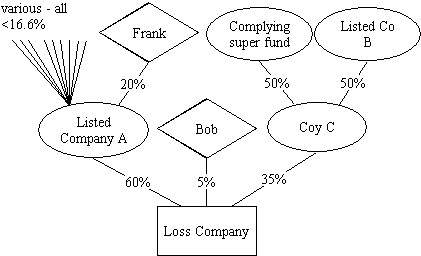 various - all
<16.6%
Frank
Complying
super fund
Listed Co
B
20%
50%
50%
Listed
Company A
Bob
Coy C
60%
5%
35%
Loss Company